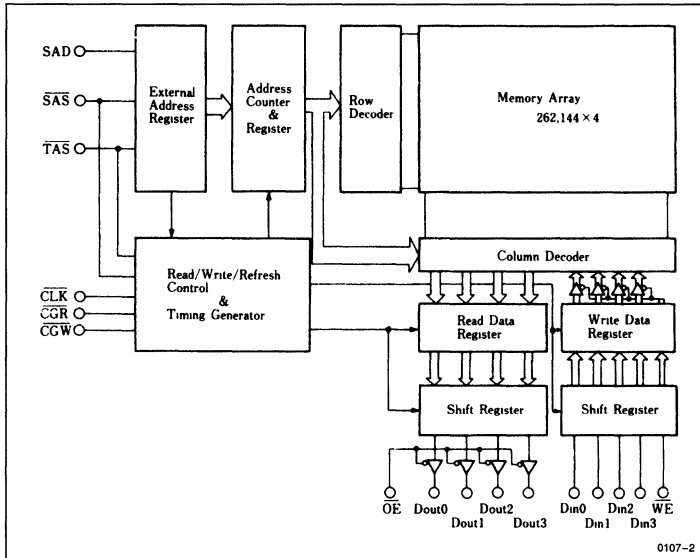 SAD
SAS
TAS
External
Address
Register
Address
Counter
&
Register
Row
Decoder
Memory Array
262,144 × 4
Read/Write/Refresh
Control
&
Timing Generator
CLK
CGR
CGW
Column Decoder
Read Data
Register
Write Data
Register
Shift Register
Shift Register
OE
Dout0
Dout1
Dout2
Dout3
Din0
Din1
Din2
Din3
WE
0107-2